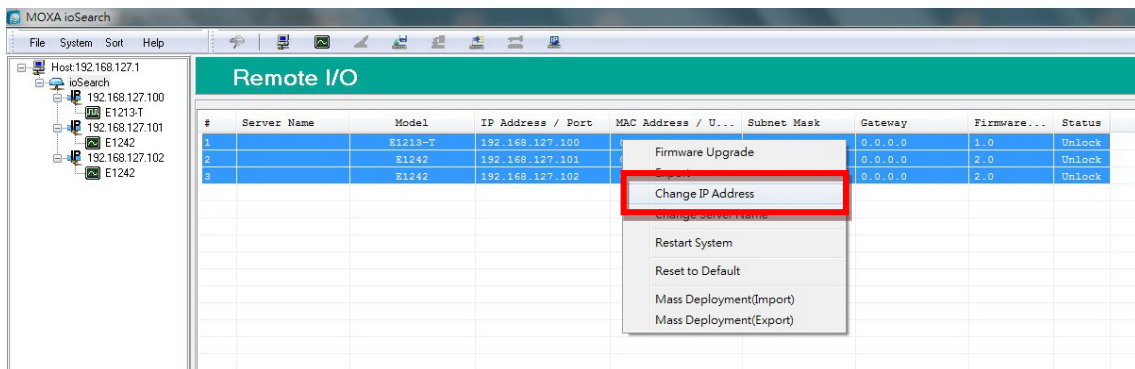 MOXA ioSearch
File System Sort Help
Host:192.168.127.1
ioSearch
192.168.127.100
E1213-T
192.168.127.101
E1242
192.168.127.102
E1242
Remote I/O
# Server Name Model IP Address / Port MAC Address / U... Subnet Mask Gateway Firmware... Status
1 E1213-T 192.168.127.100 0.0.0.0 1.0 Unlock
2 E1242 192.168.127.101 0.0.0.0 2.0 Unlock
3 E1242 192.168.127.102 0.0.0.0 2.0 Unlock
Firmware Upgrade
Export
Change IP Address
Change Server Name
Restart System
Reset to Default
Mass Deployment(Import)
Mass Deployment(Export)